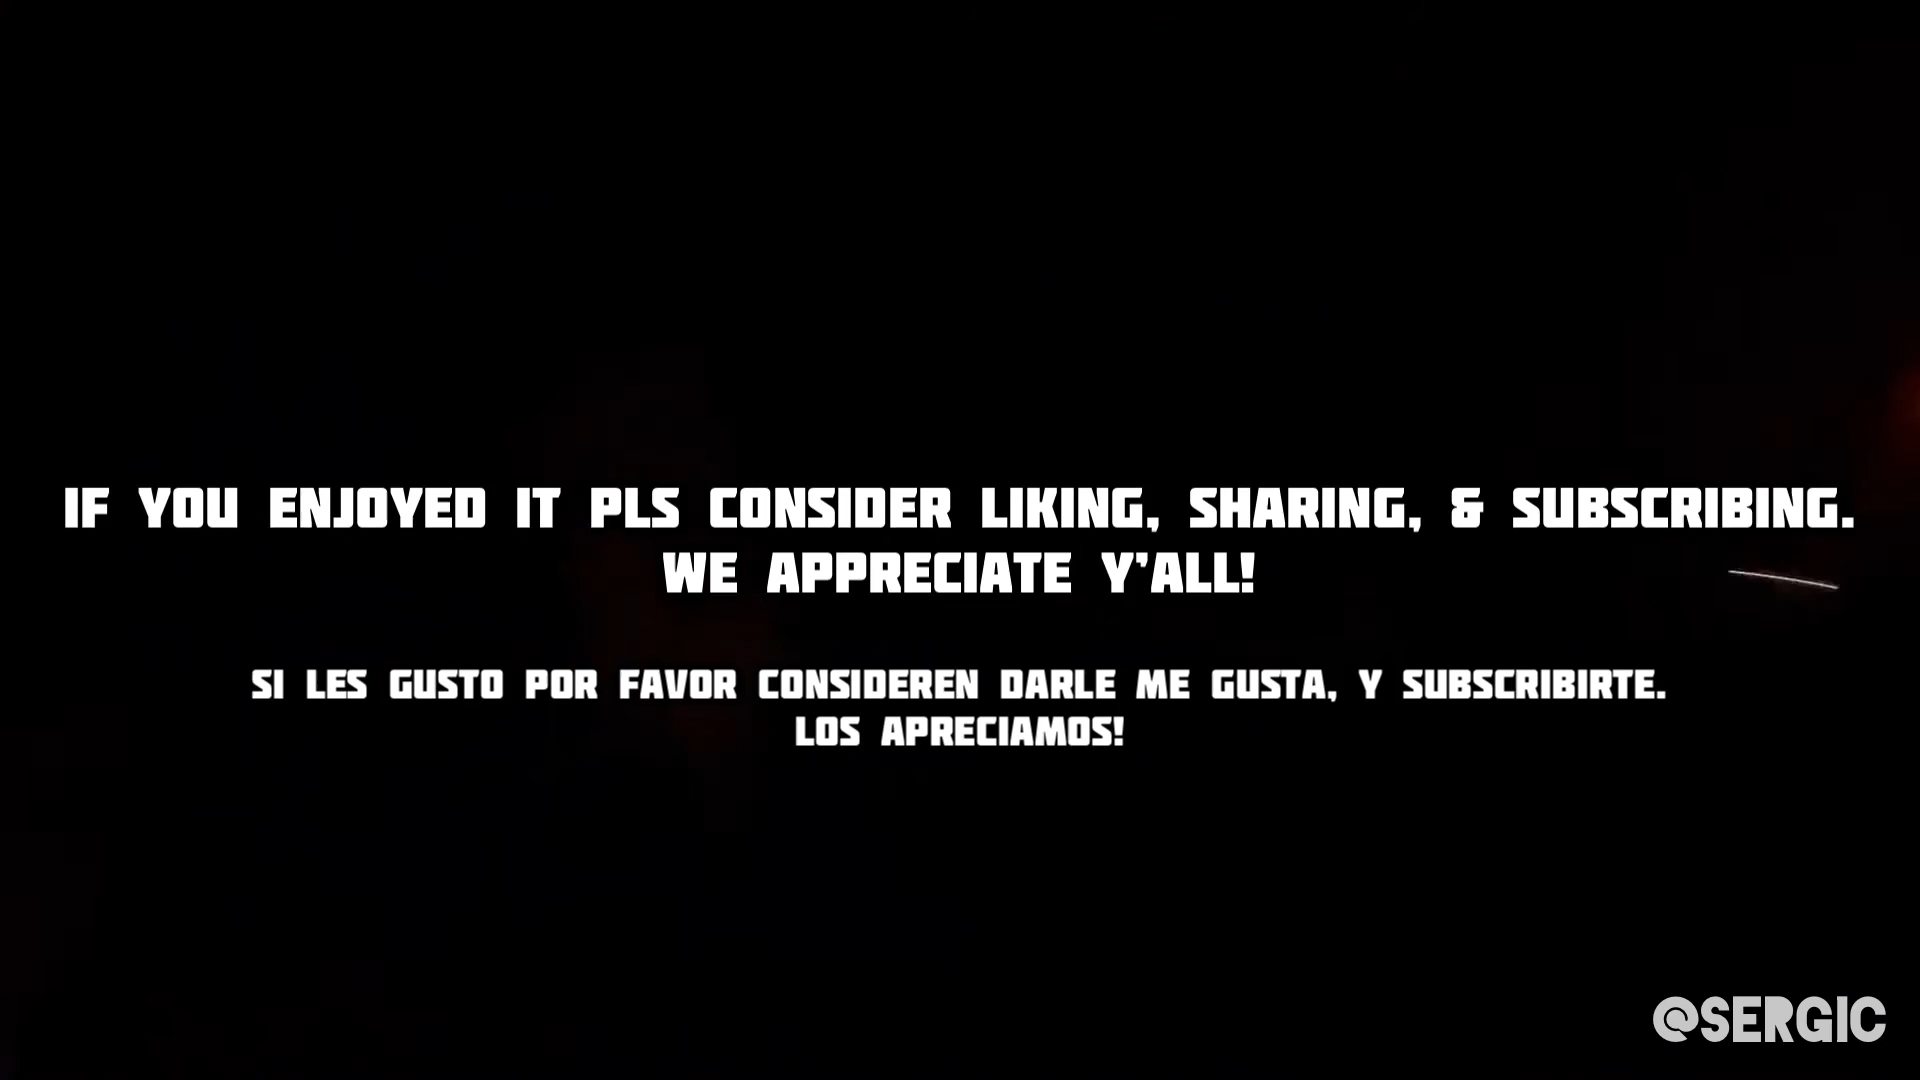 IF YOU ENJOYED IT PLS CONSIDER LIKING, SHARING, & SUBSCRIBING.
WE APPRECIATE Y'ALL!
SI LES GUSTO POR FAVOR CONSIDEREN DARLE ME GUSTA, Y SUBSCRIBIRTE.
LOS APRECIAMOS!
@SERGIC